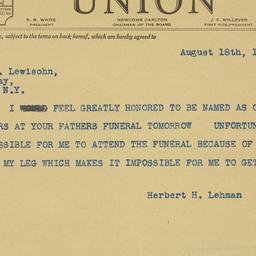 UNION
R. B. WHITE
PRESIDENT
NEWCOMB CARLTON
CHAIRMAN OF THE BOARD
J. C. WILLEVER
FIRST VICE-PRESIDENT
, subject to the terms on back hereof, which are hereby agreed to
August 18th, 1
. Lewisohn,
ay,
N.Y.
I FEEL GREATLY HONORED TO BE NAMED AS O
RS AT YOUR FATHERS FUNERAL TOMORROW UNFORTUN
SSIBLE FOR ME TO ATTEND THE FUNERAL BECAUSE OF
MY LEG WHICH MAKES IT IMPOSSIBLE FOR ME TO GET
Herbert H. Lehman